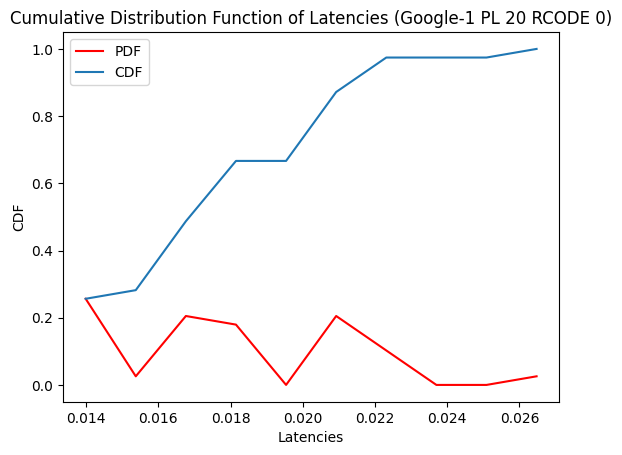 Cumulative Distribution Function of Latencies (Google-1 PL 20 RCODE 0)
PDF
CDF
1.0
0.8
0.6
0.4
0.2
0.0
CDF
0.014 0.016 0.018 0.020 0.022 0.024 0.026
Latencies